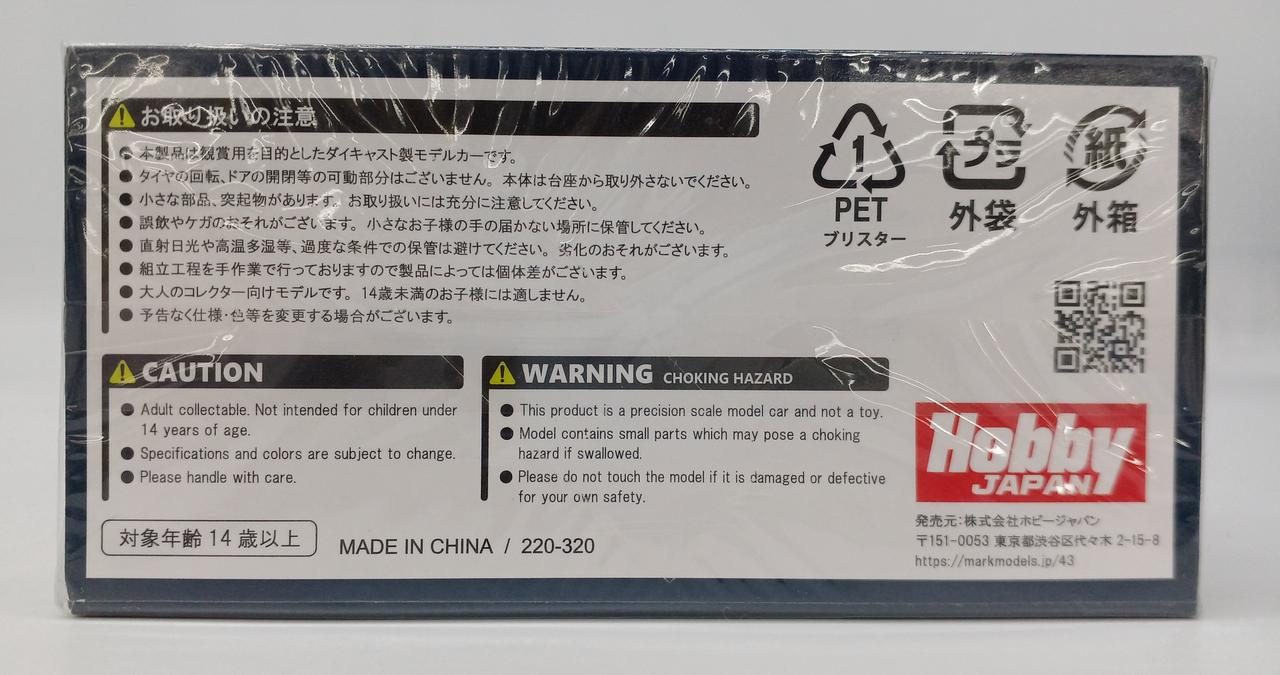 お取り扱いの注意
● 本製品は観賞用を目的としたダイキャスト製モデルカーです。
● タイヤの回転、ドアの開閉等の可動部分はございません。 本体は台座から取り外さないでください。
● 小さな部品、突起物があります。 お取り扱いには充分に注意してください。
● 誤飲やケガのおそれがございます。 小さなお子様の手の届かない場所に保管してください。
● 直射日光や高温多湿等、過度な条件での保管は避けてください。 劣化のおそれがございます。
● 組立工程を手作業で行っておりますので製品によっては個体差がございます。
● 大人のコレクター向けモデルです。 14歳未満のお子様には適しません。
● 予告なく仕様・色等を変更する場合がございます。
1
PET
ブリスター
プラ
外袋
紙
外箱
CAUTION
● Adult collectable. Not intended for children under
14 years of age.
● Specifications and colors are subject to change.
● Please handle with care.
WARNING CHOKING HAZARD
● This product is a precision scale model car and not a toy.
● Model contains small parts which may pose a choking
hazard if swallowed.
● Please do not touch the model if it is damaged or defective
for your own safety.
対象年齢 14 歳以上
MADE IN CHINA / 220-320
Hobby
JAPAN
発売元:株式会社ホビージャパン
〒151-0053 東京都渋谷区代々木 2-15-8
https://markmodels.jp/43